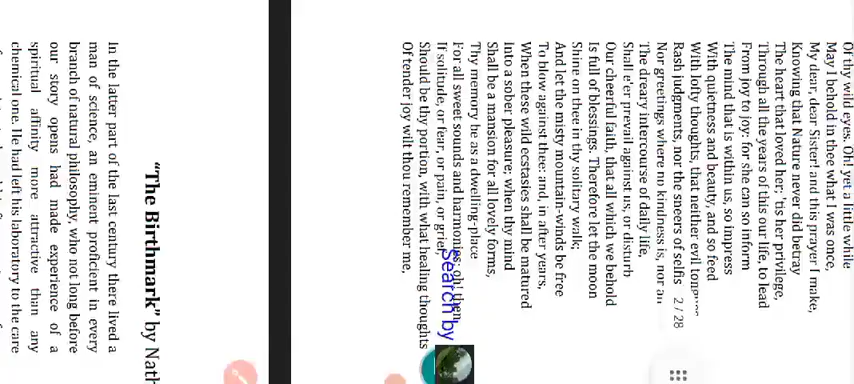 Of thy wild eyes. Oh! yet a little while
May I behold in thee what I was once,
My dear, dear Sister! and this prayer I make,
Knowing that Nature never did betray
The heart that loved her; 'tis her privilege,
Through all the years of this our life, to lead
From joy to joy: for she can so inform
The mind that is within us, so impress
With quietness and beauty, and so feed
With lofty thoughts, that neither evil tongues,
Rash judgments, nor the sneers of selfis
2 / 28
Nor greetings where no kindness is, nor an
The dreary intercourse of daily life,
Shall e'er prevail against us, or disturb
Our cheerful faith, that all which we behold
Is full of blessings. Therefore let the moon
Shine on thee in thy solitary walk;
And let the misty mountain-winds be free
To blow against thee: and, in after years,
When these wild ecstasies shall be matured
Into a sober pleasure; when thy mind
Shall be a mansion for all lovely forms,
Thy memory be as a dwelling-place
For all sweet sounds and harmonies; oh! then,
If solitude, or fear, or pain, or grief,
Should be thy portion, with what healing thoughts
Of tender joy wilt thou remember me,
Search by
“The Birthmark” by Nath
In the latter part of the last century there lived a
man of science, an eminent proficient in every
branch of natural philosophy, who not long before
our story opens had made experience of a
spiritual affinity more attractive than any
chemical one. He had left his laboratory to the care